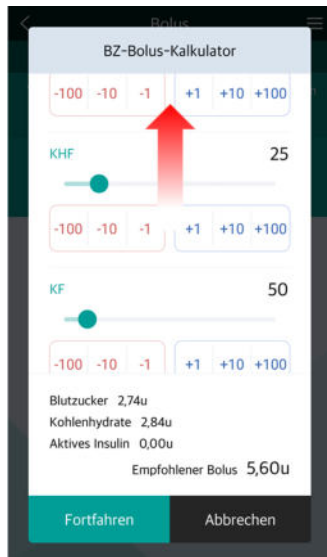 Bolus
BZ-Bolus-Kalkulator
-100 -10 -1 +1 +10 +100
KHF 25
-100 -10 -1 +1 +10 +100
KF 50
-100 -10 -1 +1 +10 +100
Blutzucker 2,74u
Kohlenhydrate 2,84u
Aktives Insulin 0,00u
Empfohlener Bolus 5,60u
Fortfahren Abbrechen